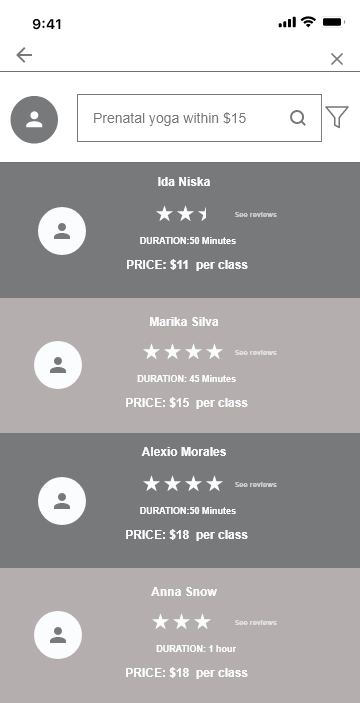 9:41
Prenatal yoga within $15
Ida Niska
See reviews
DURATION:50 Minutes
PRICE: $11 per class
Marika Silva
See reviews
DURATION: 45 Minutes
PRICE: $15 per class
Alexio Morales
See reviews
DURATION:50 Minutes
PRICE: $18 per class
Anna Snow
See reviews
DURATION: 1 hour
PRICE: $18 per class